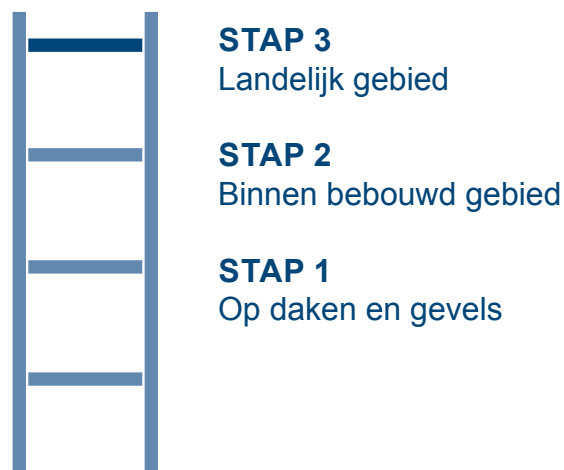 STAP 3
Landelijk gebied
STAP 2
Binnen bebouwd gebied
STAP 1
Op daken en gevels